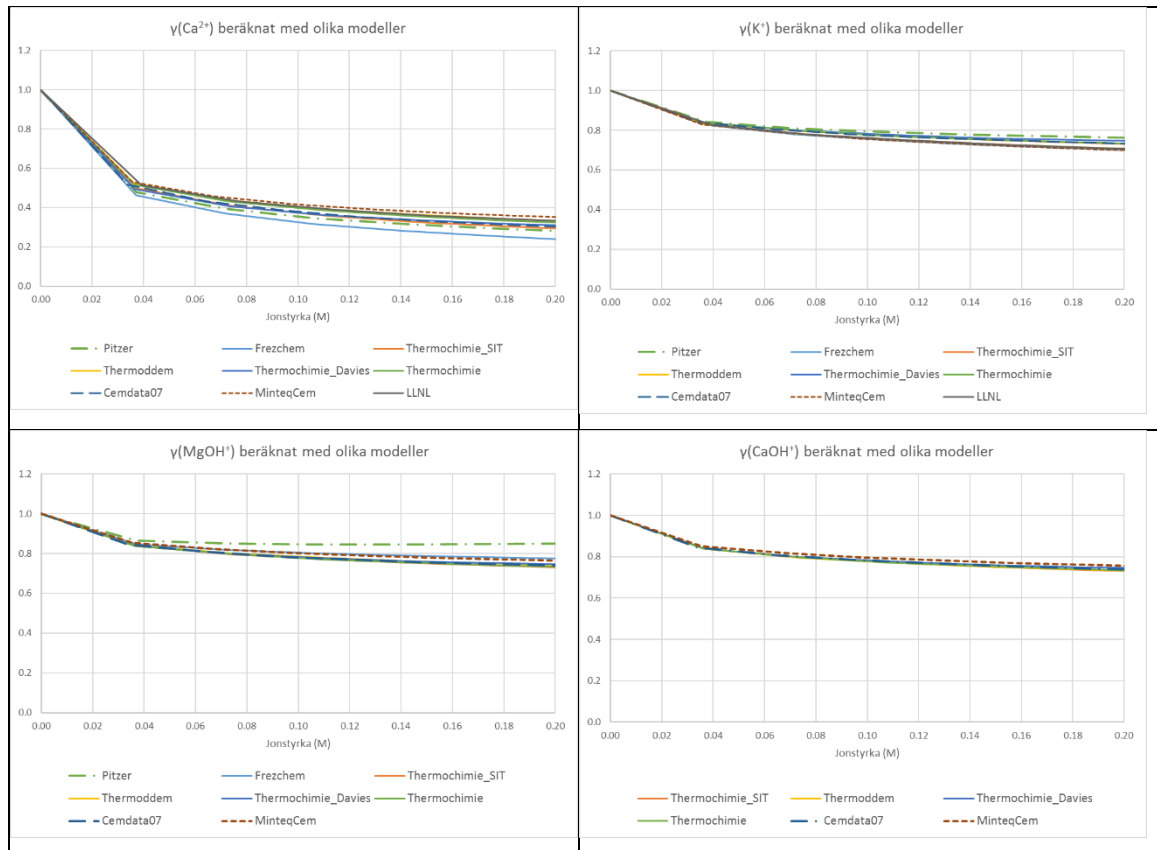 γ(Ca²⁺) beräknat med olika modeller
1.2
1.0
0.8
0.6
0.4
0.2
0.0
0.00 0.02 0.04 0.06 0.08 0.10 0.12 0.14 0.16 0.18 0.20
Jonstyrka (M)
Pitzer Frezchem Thermochimie_SIT
Thermoddem Thermochimie_Davies Thermochimie
Cemdata07 MinteqCem LLNL
γ(K⁺) beräknat med olika modeller
1.2
1.0
0.8
0.6
0.4
0.2
0.0
0.00 0.02 0.04 0.06 0.08 0.10 0.12 0.14 0.16 0.18 0.20
Jonstyrka (M)
Pitzer Frezchem Thermochimie_SIT
Thermoddem Thermochimie_Davies Thermochimie
Cemdata07 MinteqCem LLNL
γ(MgOH⁺) beräknat med olika modeller
1.2
1.0
0.8
0.6
0.4
0.2
0.0
0.00 0.02 0.04 0.06 0.08 0.10 0.12 0.14 0.16 0.18 0.20
Jonstyrka (M)
Pitzer Frezchem Thermochimie_SIT
Thermoddem Thermochimie_Davies Thermochimie
Cemdata07 MinteqCem
γ(CaOH⁺) beräknat med olika modeller
1.2
1.0
0.8
0.6
0.4
0.2
0.0
0.00 0.02 0.04 0.06 0.08 0.10 0.12 0.14 0.16 0.18 0.20
Jonstyrka (M)
Thermochimie_SIT Thermoddem Thermochimie_Davies
Thermochimie Cemdata07 MinteqCem